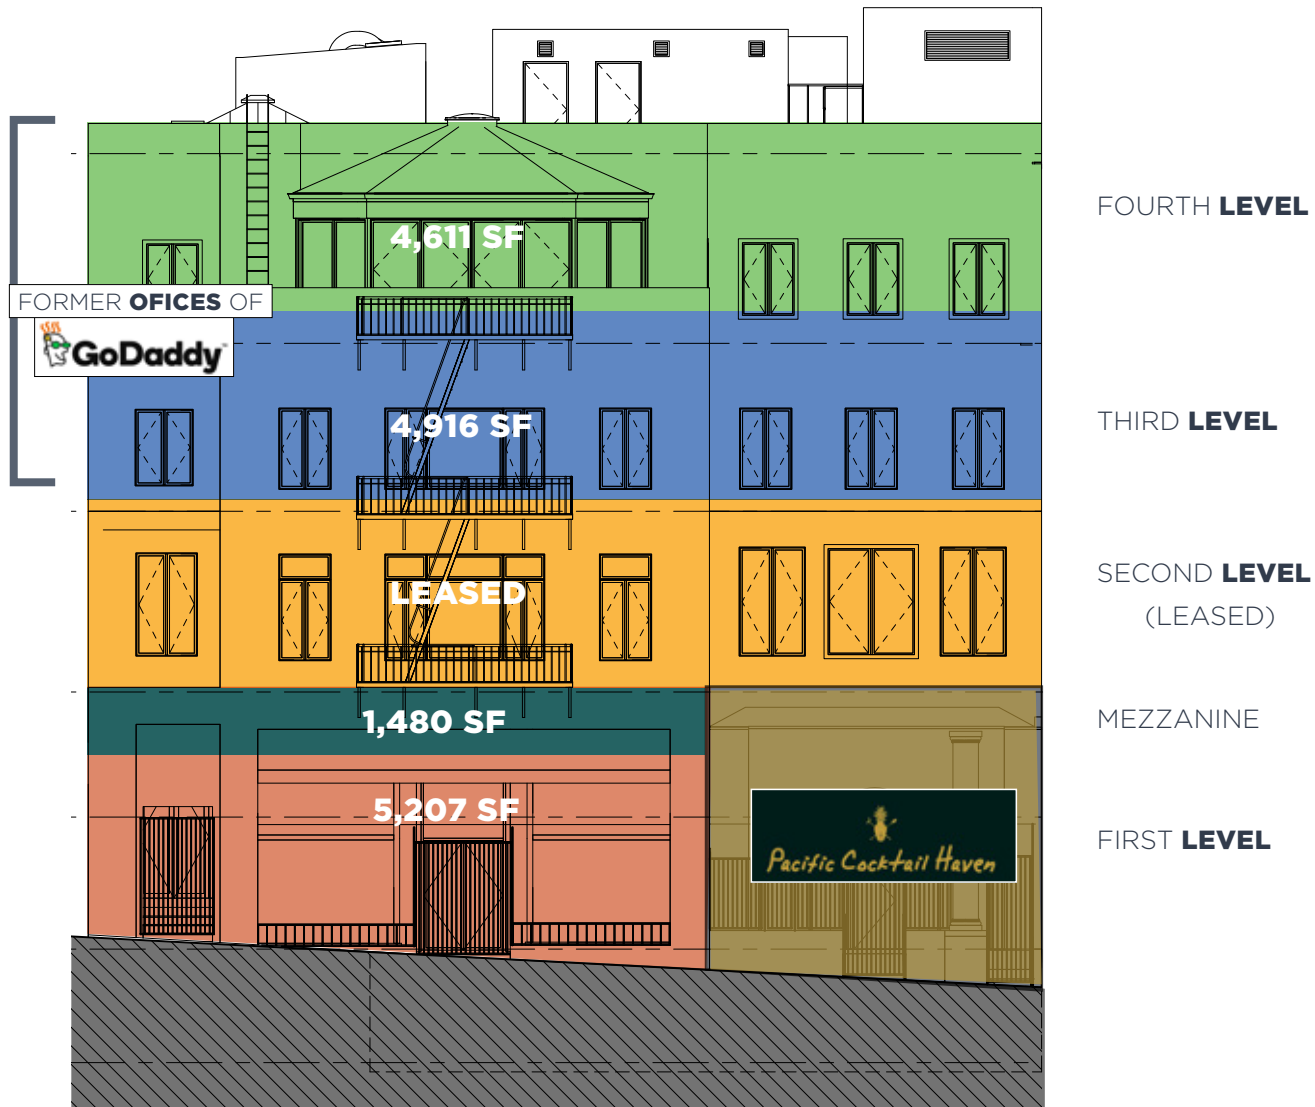 FOURTH LEVEL
4,611 SF
FORMER OFICES OF
GoDaddy™
4,916 SF
THIRD LEVEL
LEASED
SECOND LEVEL
(LEASED)
1,480 SF
MEZZANINE
5,207 SF
Pacific Cocktail Haven
FIRST LEVEL